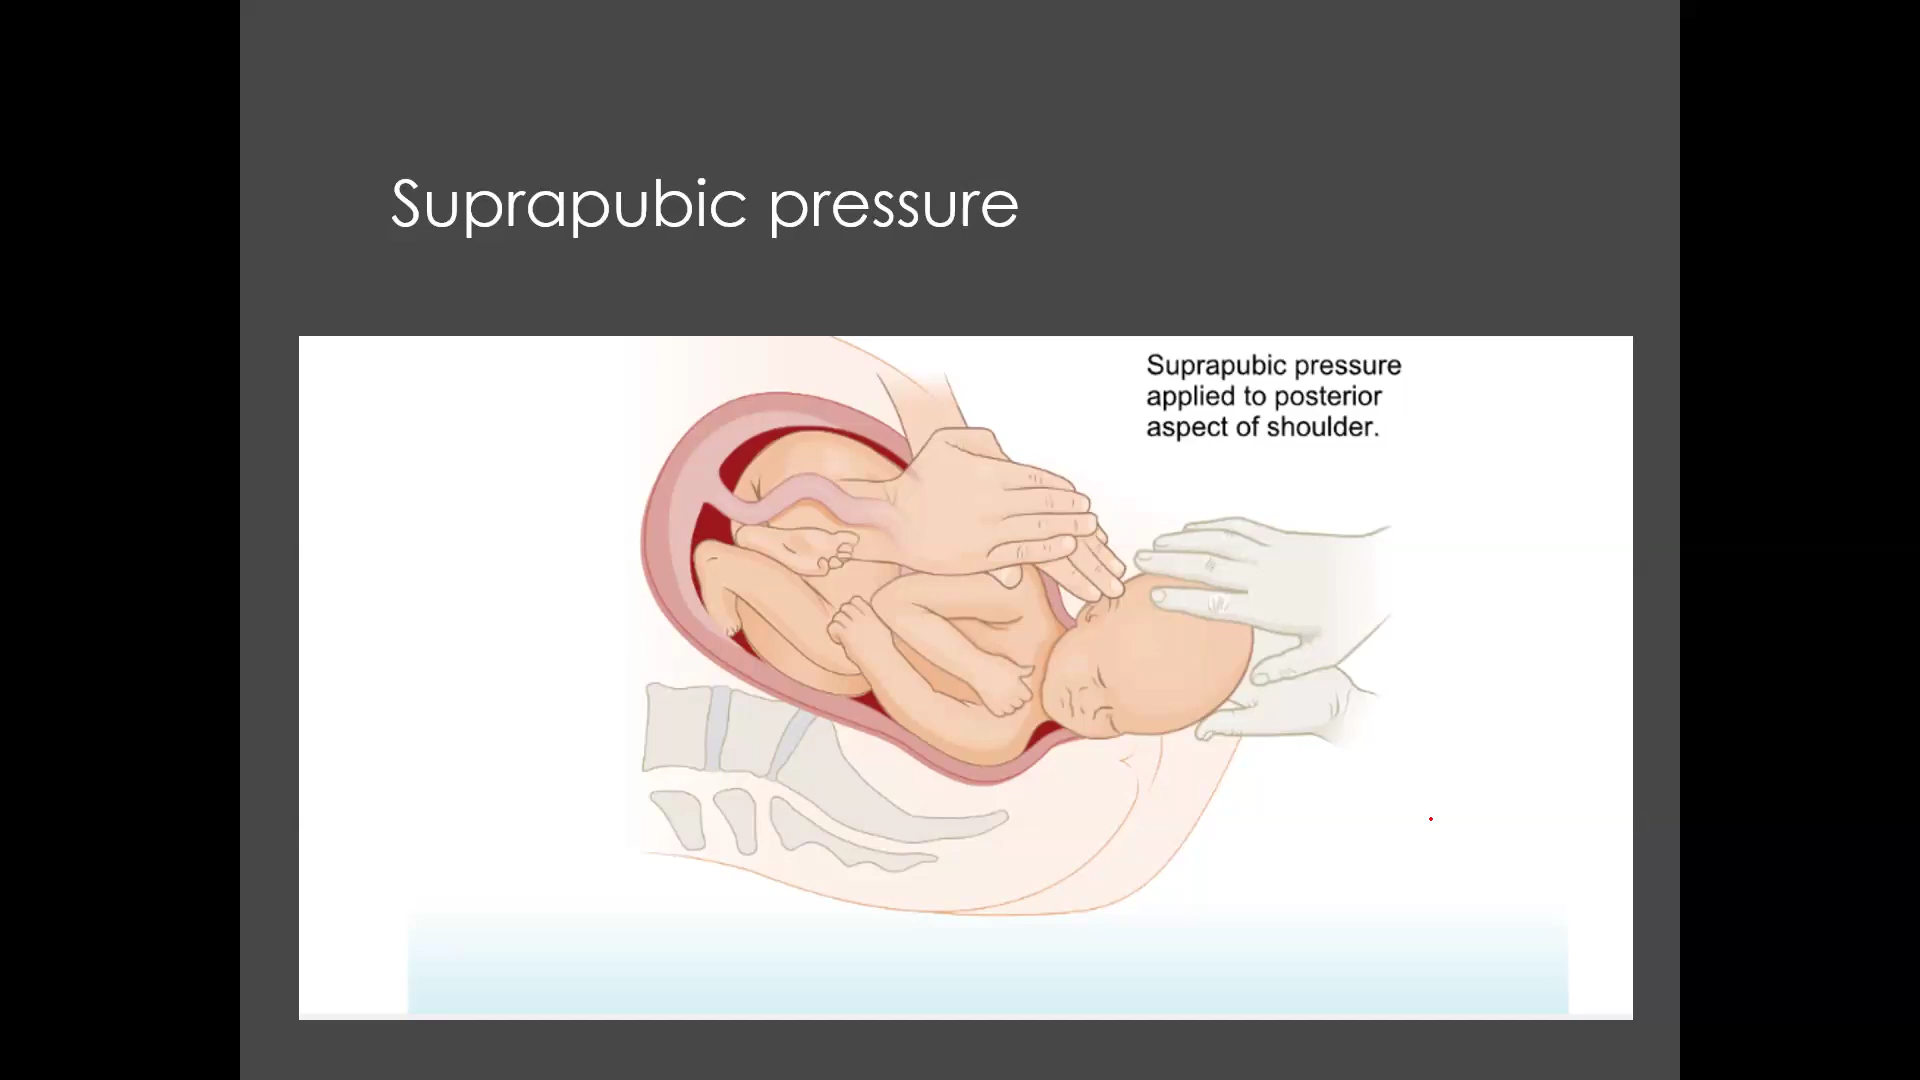 Suprapubic pressure
Suprapubic pressure
applied to posterior
aspect of shoulder.